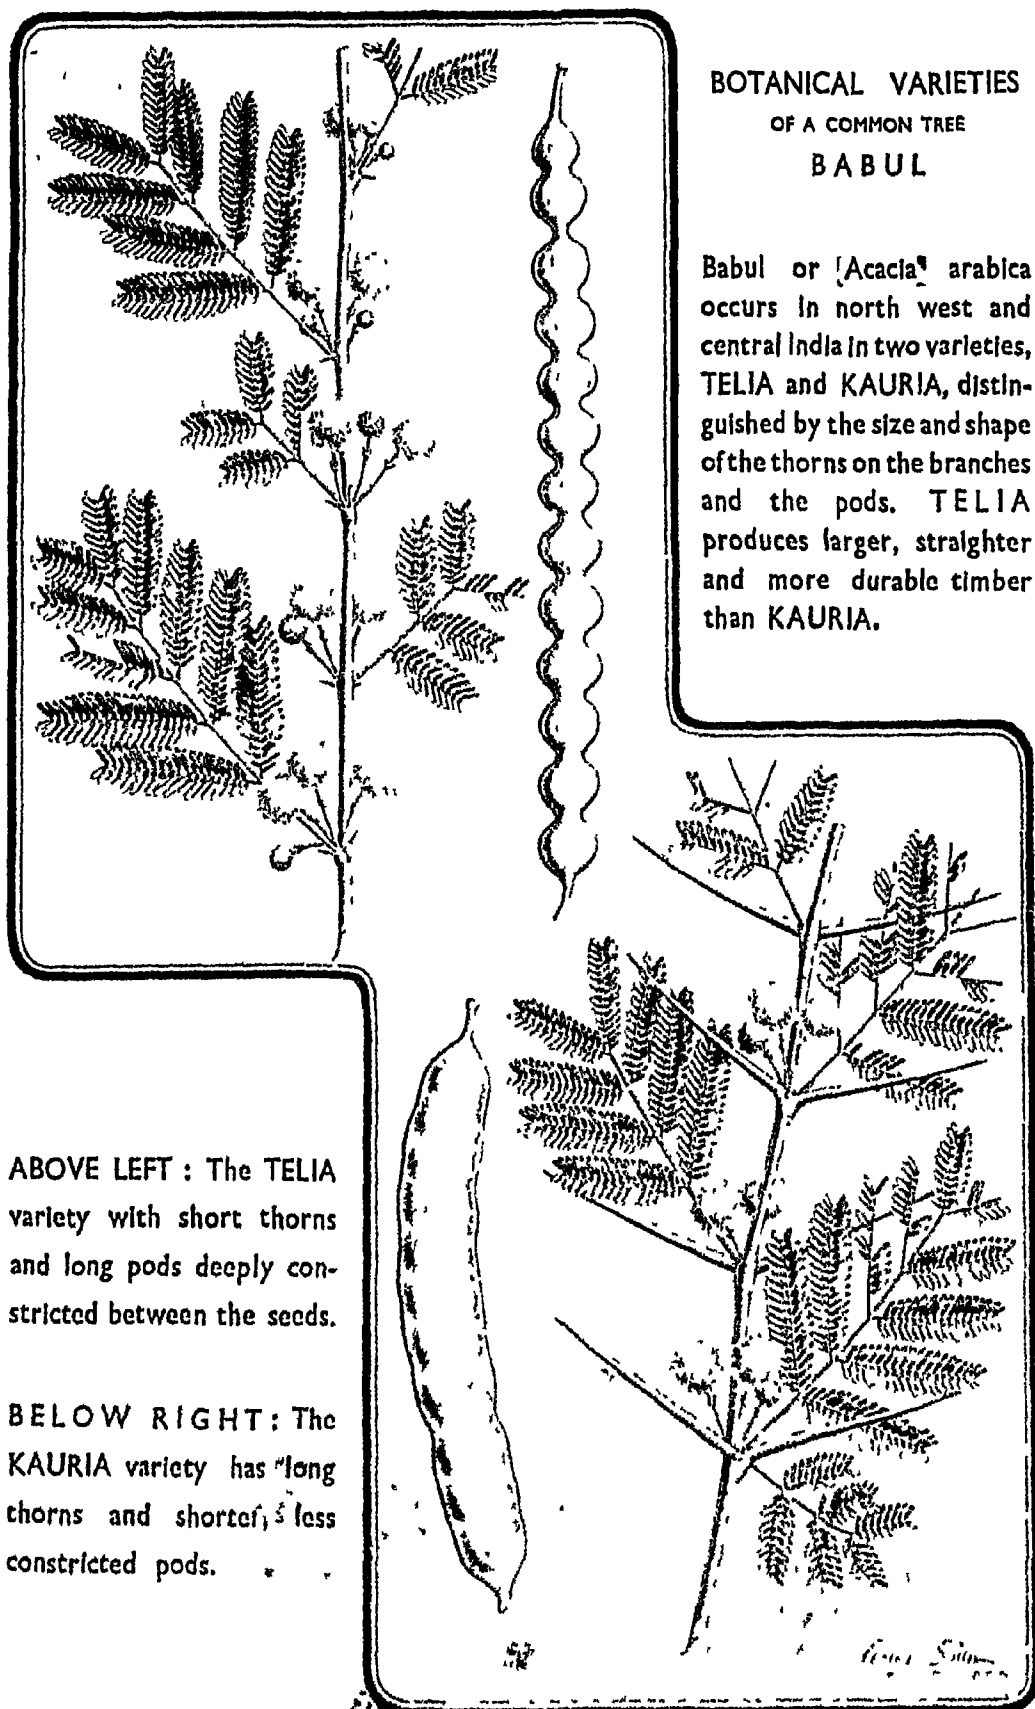 BOTANICAL VARIETIES
OF A COMMON TREE
BABUL
Babul or Acacia arabica
occurs in north west and
central India in two varieties,
TELIA and KAURIA, distin-
guished by the size and shape
of the thorns on the branches
and the pods. TELIA
produces larger, straighter
and more durable timber
than KAURIA.
ABOVE LEFT : The TELIA
variety with short thorns
and long pods deeply con-
stricted between the seeds.
BELOW RIGHT : The
KAURIA variety has long
thorns and shorter, less
constricted pods.